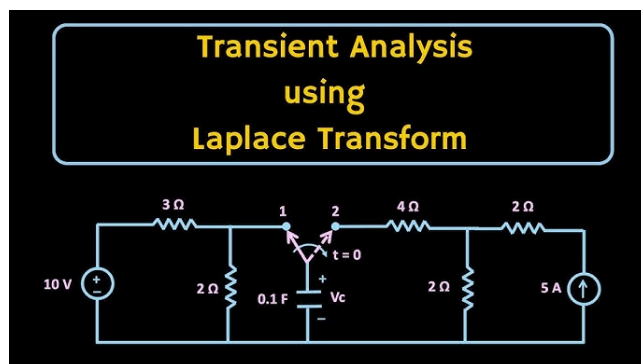 Transient Analysis
using
Laplace Transform
3 Ω
1
2
4 Ω
2 Ω
t = 0
10 V
+
−
2 Ω
0.1 F
+
Vc
−
2 Ω
5 A